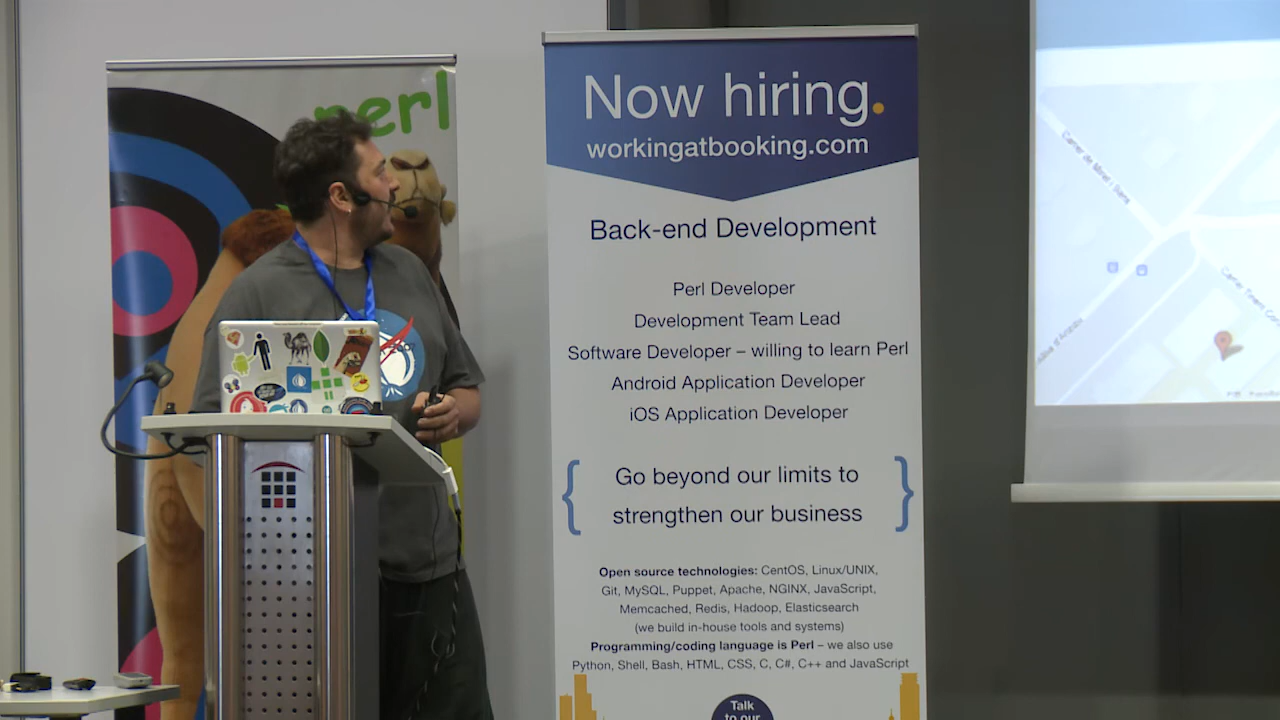 perl
Now hiring.
workingatbooking.com
Back-end Development
Perl Developer
Development Team Lead
Software Developer – willing to learn Perl
Android Application Developer
iOS Application Developer
{ Go beyond our limits to }
strengthen our business
Open source technologies: CentOS, Linux/UNIX,
Git, MySQL, Puppet, Apache, NGINX, JavaScript,
Memcached, Redis, Hadoop, Elasticsearch
(we build in-house tools and systems)
Programming/coding language is Perl – we also use
Python, Shell, Bash, HTML, CSS, C, C#, C++ and JavaScript
Talk
to our
Carrer de